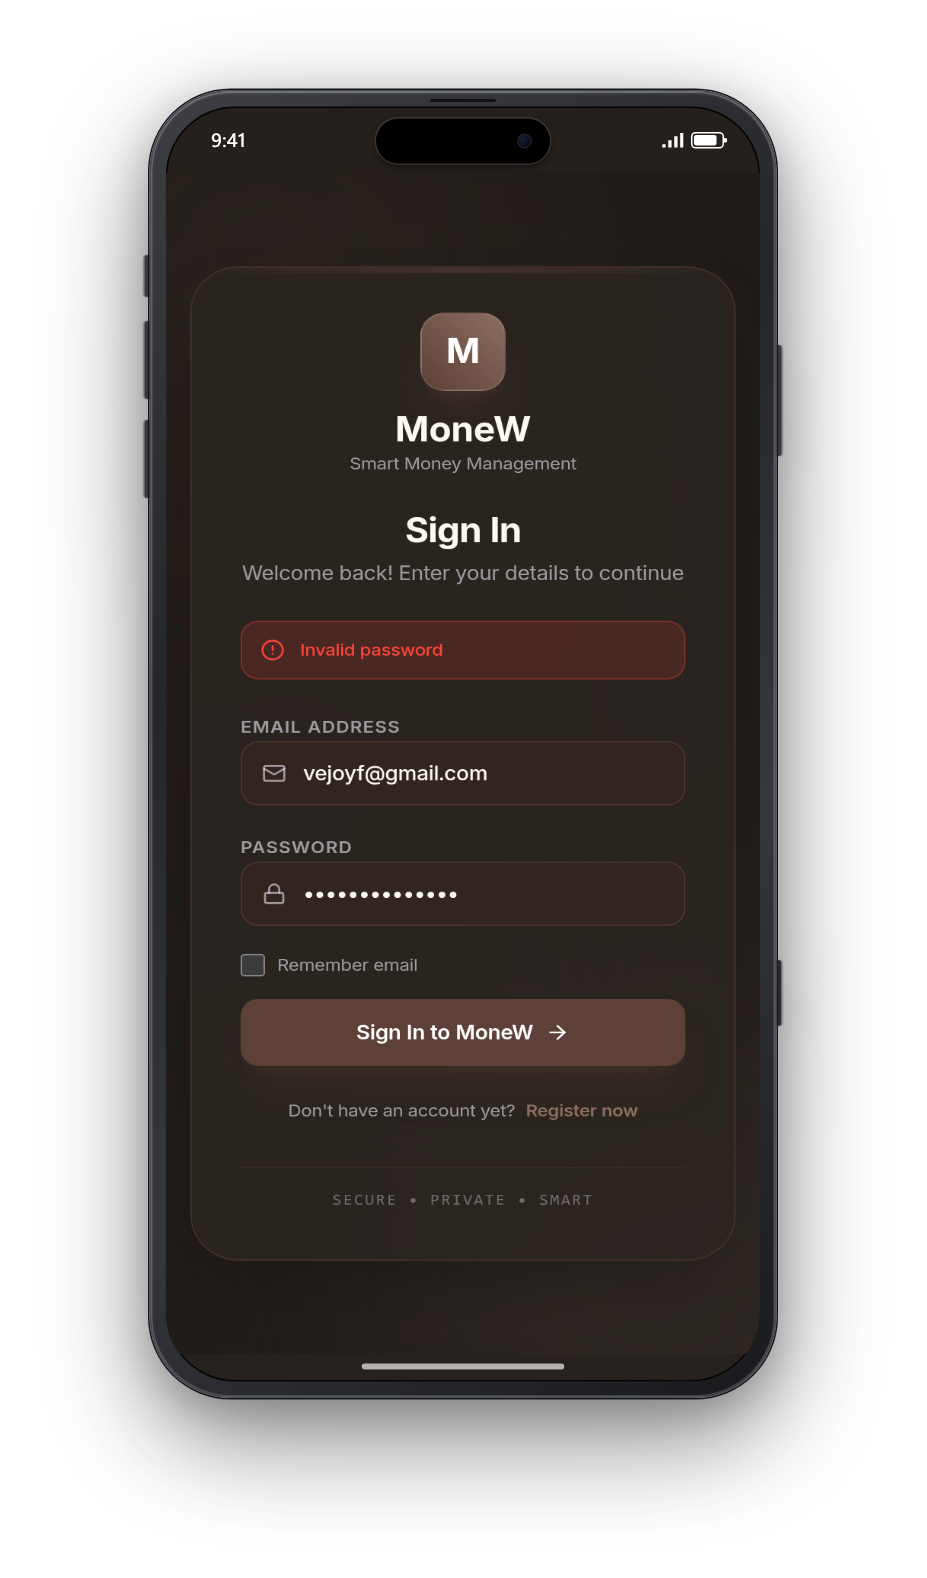 9:41
M
MoneW
Smart Money Management
Sign In
Welcome back! Enter your details to continue
Invalid password
EMAIL ADDRESS
vejoyf@gmail.com
PASSWORD
••••••••••••••
Remember email
Sign In to MoneW →
Don't have an account yet? Register now
SECURE • PRIVATE • SMART